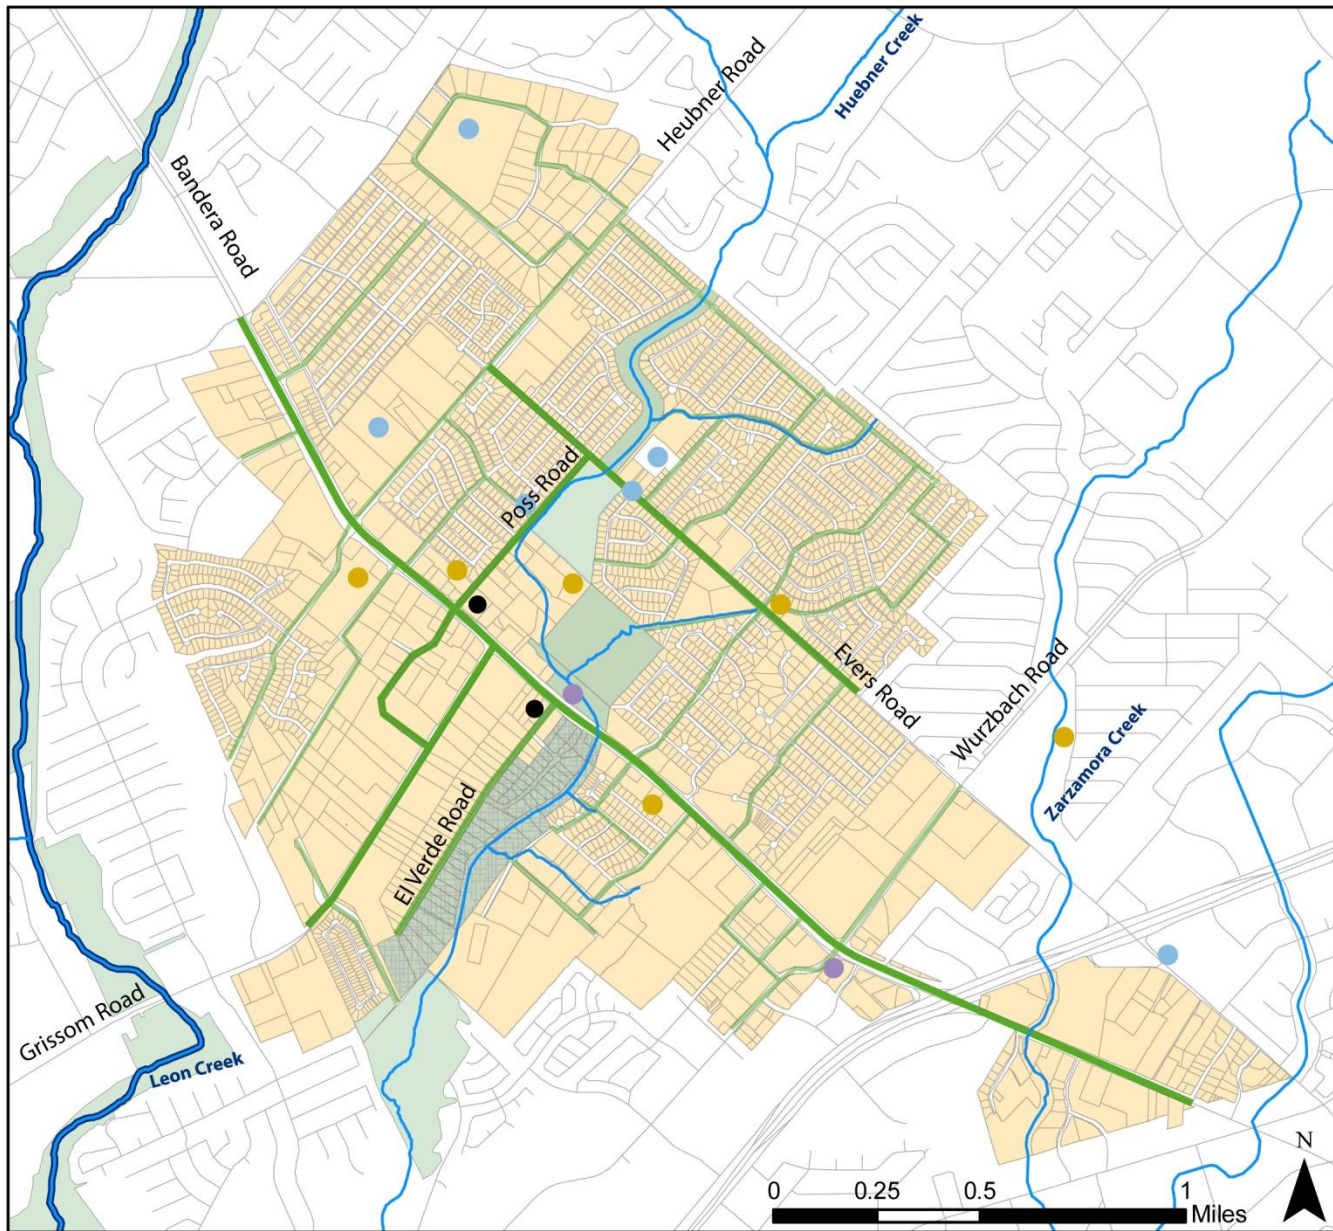 Huebner Creek
Heubner Road
Bandera Road
Poss Road
Evers Road
Wurzbach Road
Zarzamora Creek
El Verde Road
Grissom Road
Leon Creek
N
0 0.25 0.5 1
Miles